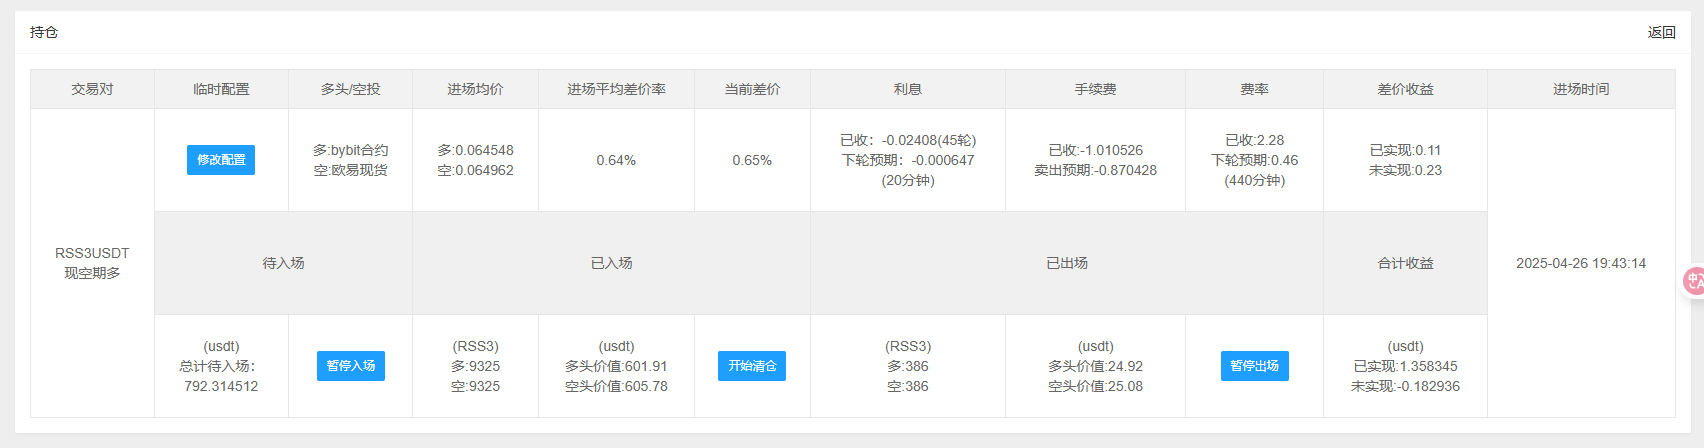 持仓
返回
交易对
临时配置
多头/空投
进场均价
进场平均差价率
当前差价
利息
手续费
费率
差价收益
进场时间
RSS3USDT
现空期多
修改配置
多:bybit合约
空:欧易现货
多:0.064548
空:0.064962
0.64%
0.65%
已收：-0.02408(45轮)
下轮预期：-0.000647
(20分钟)
已收:-1.010526
卖出预期:-0.870428
已收:2.28
下轮预期:0.46
(440分钟)
已实现:0.11
未实现:0.23
2025-04-26 19:43:14
待入场
已入场
已出场
合计收益
(usdt)
总计待入场：
792.314512
暂停入场
(RSS3)
多:9325
空:9325
(usdt)
多头价值:601.91
空头价值:605.78
开始清仓
(RSS3)
多:386
空:386
(usdt)
多头价值:24.92
空头价值:25.08
暂停出场
(usdt)
已实现:1.358345
未实现:-0.182936